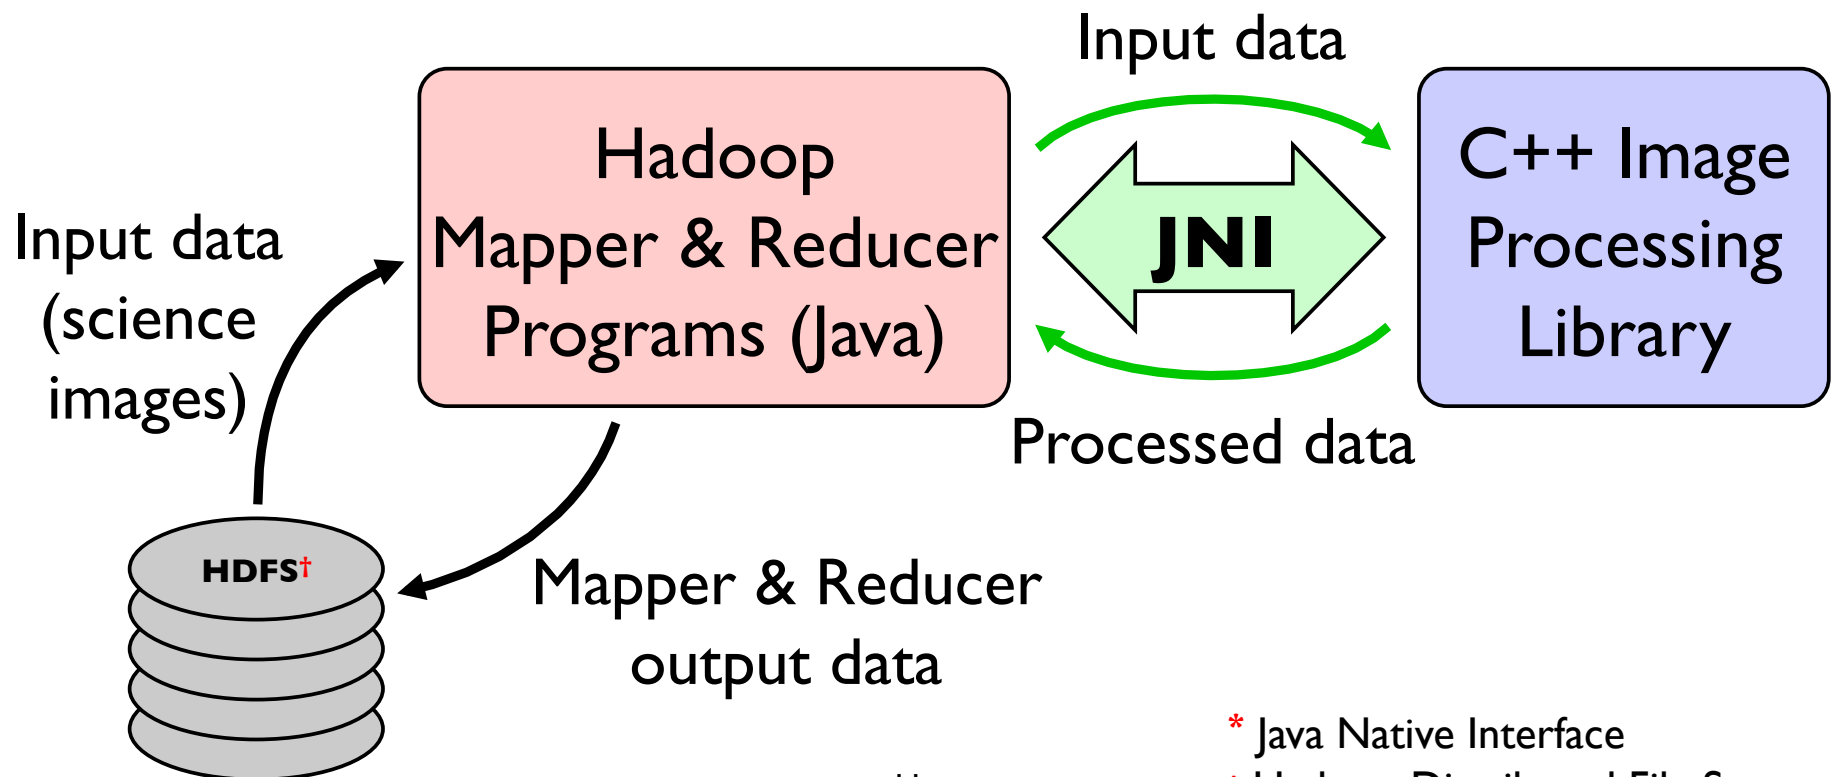 Input data
Hadoop
Mapper & Reducer
Programs (Java)
JNI
C++ Image
Processing
Library
Input data
(science
images)
Processed data
HDFS†
Mapper & Reducer
output data
* Java Native Interface